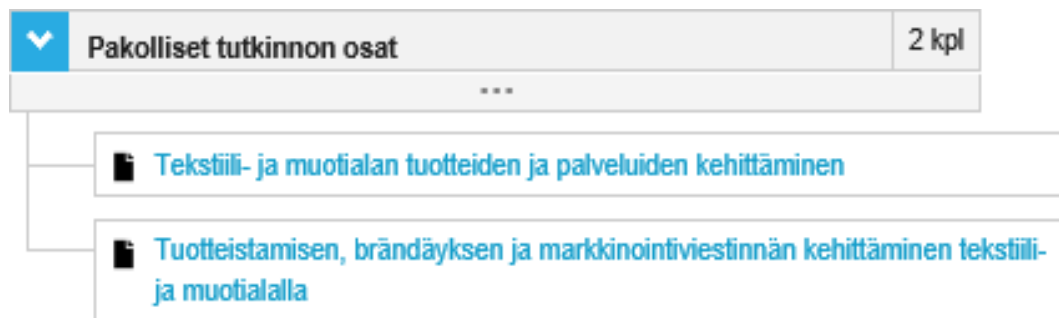 Pakolliset tutkinnon osat 2 kpl
...
Tekstiili- ja muotialan tuotteiden ja palveluiden kehittäminen
Tuotteistamisen, brändäyksen ja markkinointiviestinnän kehittäminen tekstiili-
ja muotialalla